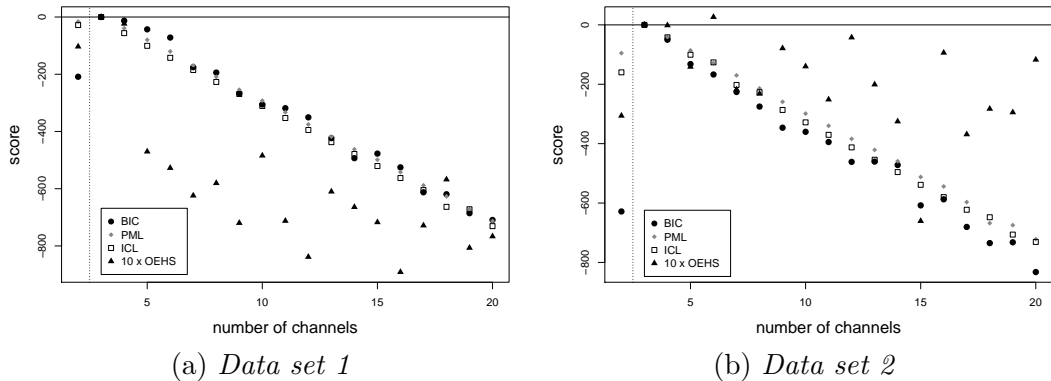 score
0
−200
−400
−600
−800
5
10
15
20
number of channels
BIC
PML
ICL
10 x OEHS
(a) Data set 1
score
0
−200
−400
−600
−800
5
10
15
20
number of channels
BIC
PML
ICL
10 x OEHS
(b) Data set 2